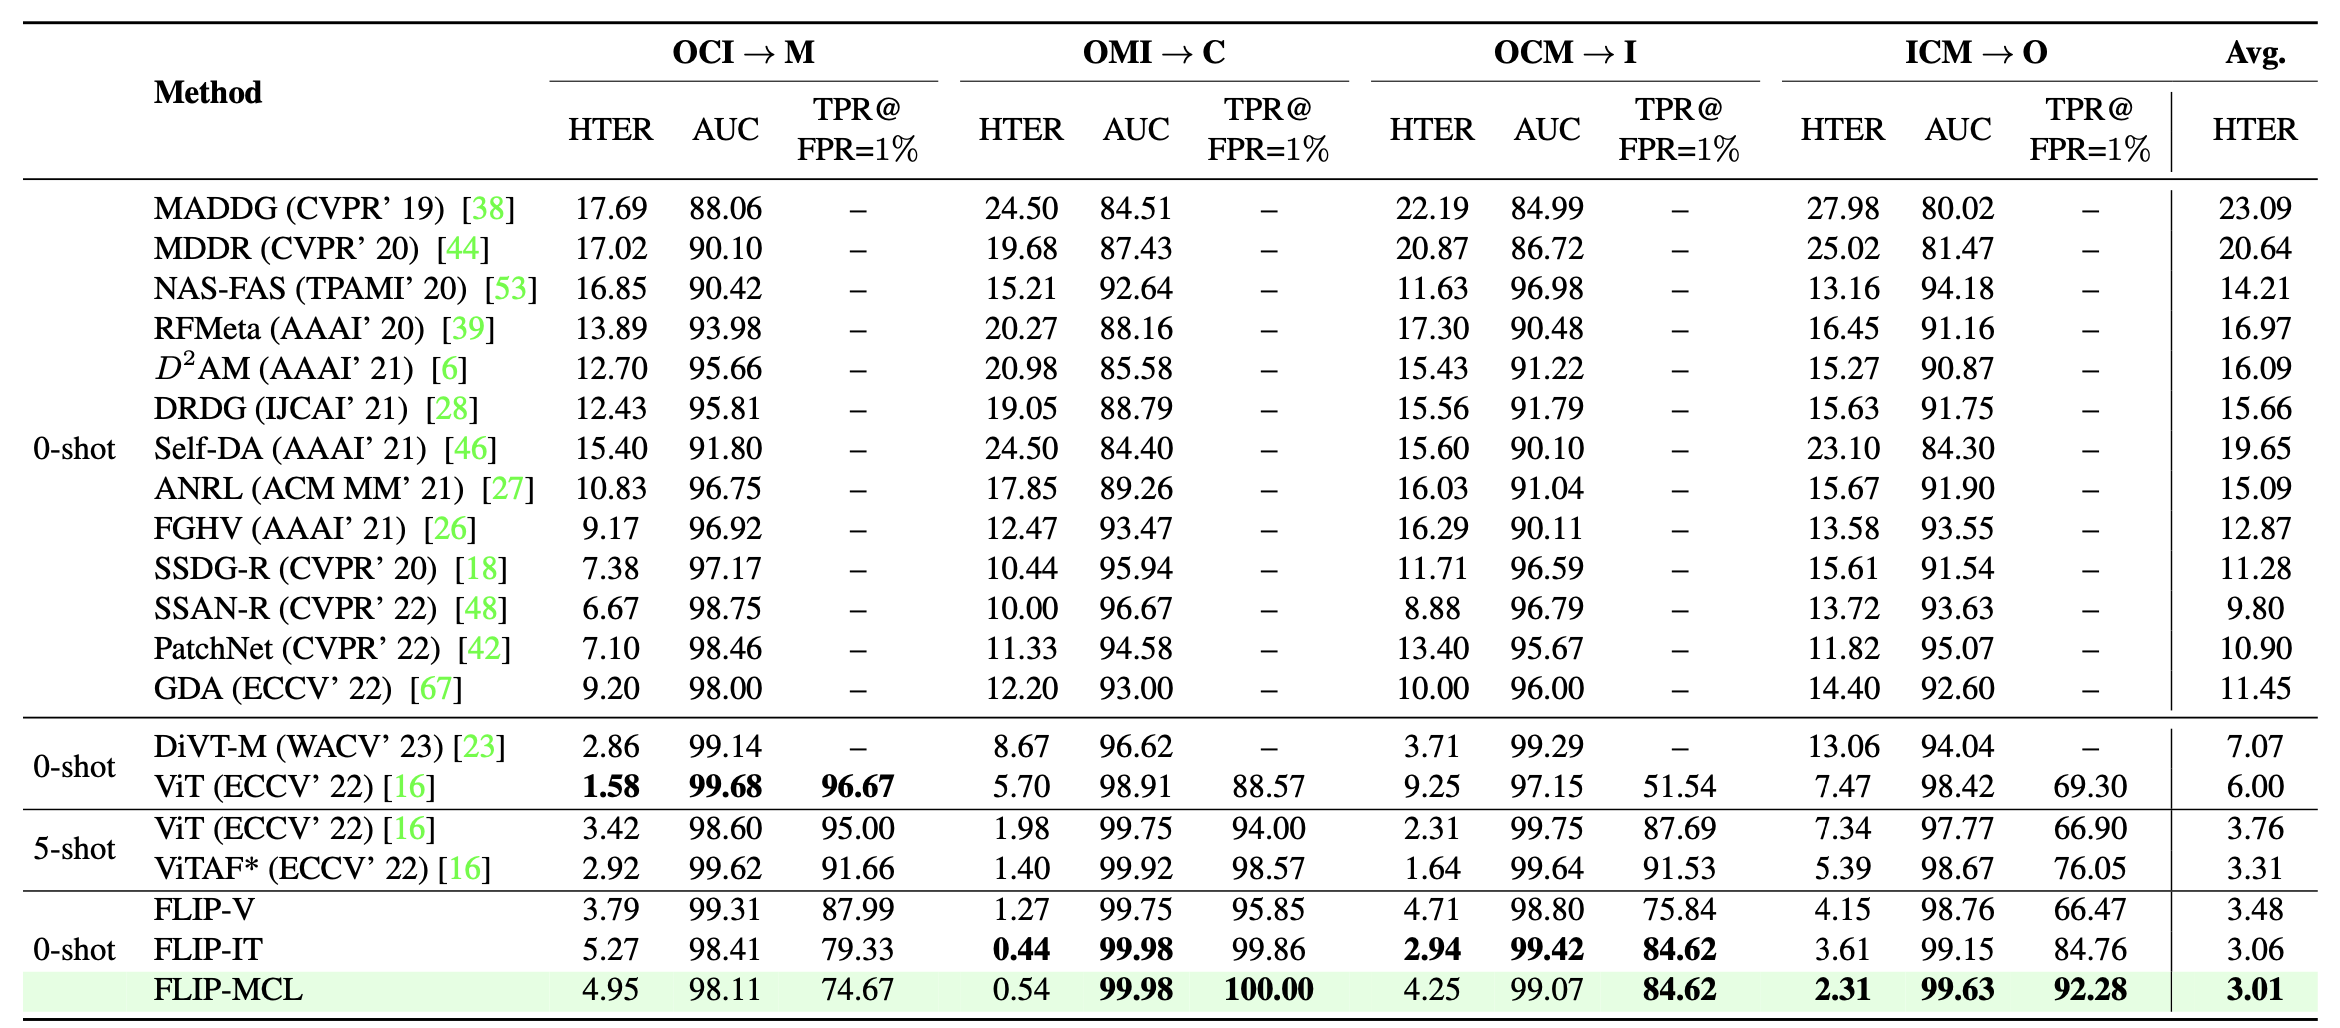 OCI → M OMI → C OCM → I ICM → O Avg.
Method
HTER AUC TPR@ FPR=1% HTER AUC TPR@ FPR=1% HTER AUC TPR@ FPR=1% HTER AUC TPR@ FPR=1% HTER
MADDG (CVPR’ 19) [38] 17.69 88.06 – 24.50 84.51 – 22.19 84.99 – 27.98 80.02 – 23.09
MDDR (CVPR’ 20) [44] 17.02 90.10 – 19.68 87.43 – 20.87 86.72 – 25.02 81.47 – 20.64
NAS-FAS (TPAMI’ 20) [53] 16.85 90.42 – 15.21 92.64 – 11.63 96.98 – 13.16 94.18 – 14.21
RFMeta (AAAI’ 20) [39] 13.89 93.98 – 20.27 88.16 – 17.30 90.48 – 16.45 91.16 – 16.97
D²AM (AAAI’ 21) [6] 12.70 95.66 – 20.98 85.58 – 15.43 91.22 – 15.27 90.87 – 16.09
DRDG (IJCAI’ 21) [28] 12.43 95.81 – 19.05 88.79 – 15.56 91.79 – 15.63 91.75 – 15.66
0-shot Self-DA (AAAI’ 21) [46] 15.40 91.80 – 24.50 84.40 – 15.60 90.10 – 23.10 84.30 – 19.65
ANRL (ACM MM’ 21) [27] 10.83 96.75 – 17.85 89.26 – 16.03 91.04 – 15.67 91.90 – 15.09
FGHV (AAAI’ 21) [26] 9.17 96.92 – 12.47 93.47 – 16.29 90.11 – 13.58 93.55 – 12.87
SSDG-R (CVPR’ 20) [18] 7.38 97.17 – 10.44 95.94 – 11.71 96.59 – 15.61 91.54 – 11.28
SSAN-R (CVPR’ 22) [48] 6.67 98.75 – 10.00 96.67 – 8.88 96.79 – 13.72 93.63 – 9.80
PatchNet (CVPR’ 22) [42] 7.10 98.46 – 11.33 94.58 – 13.40 95.67 – 11.82 95.07 – 10.90
GDA (ECCV’ 22) [67] 9.20 98.00 – 12.20 93.00 – 10.00 96.00 – 14.40 92.60 – 11.45
0-shot
DiVT-M (WACV’ 23) [23] 2.86 99.14 – 8.67 96.62 – 3.71 99.29 – 13.06 94.04 – 7.07
ViT (ECCV’ 22) [16] 1.58 99.68 96.67 5.70 98.91 88.57 9.25 97.15 51.54 7.47 98.42 69.30 6.00
5-shot
ViT (ECCV’ 22) [16] 3.42 98.60 95.00 1.98 99.75 94.00 2.31 99.75 87.69 7.34 97.77 66.90 3.76
ViTAF* (ECCV’ 22) [16] 2.92 99.62 91.66 1.40 99.92 98.57 1.64 99.64 91.53 5.39 98.67 76.05 3.31
FLIP-V 3.79 99.31 87.99 1.27 99.75 95.85 4.71 98.80 75.84 4.15 98.76 66.47 3.48
0-shot FLIP-IT 5.27 98.41 79.33 0.44 99.98 99.86 2.94 99.42 84.62 3.61 99.15 84.76 3.06
FLIP-MCL 4.95 98.11 74.67 0.54 99.98 100.00 4.25 99.07 84.62 2.31 99.63 92.28 3.01